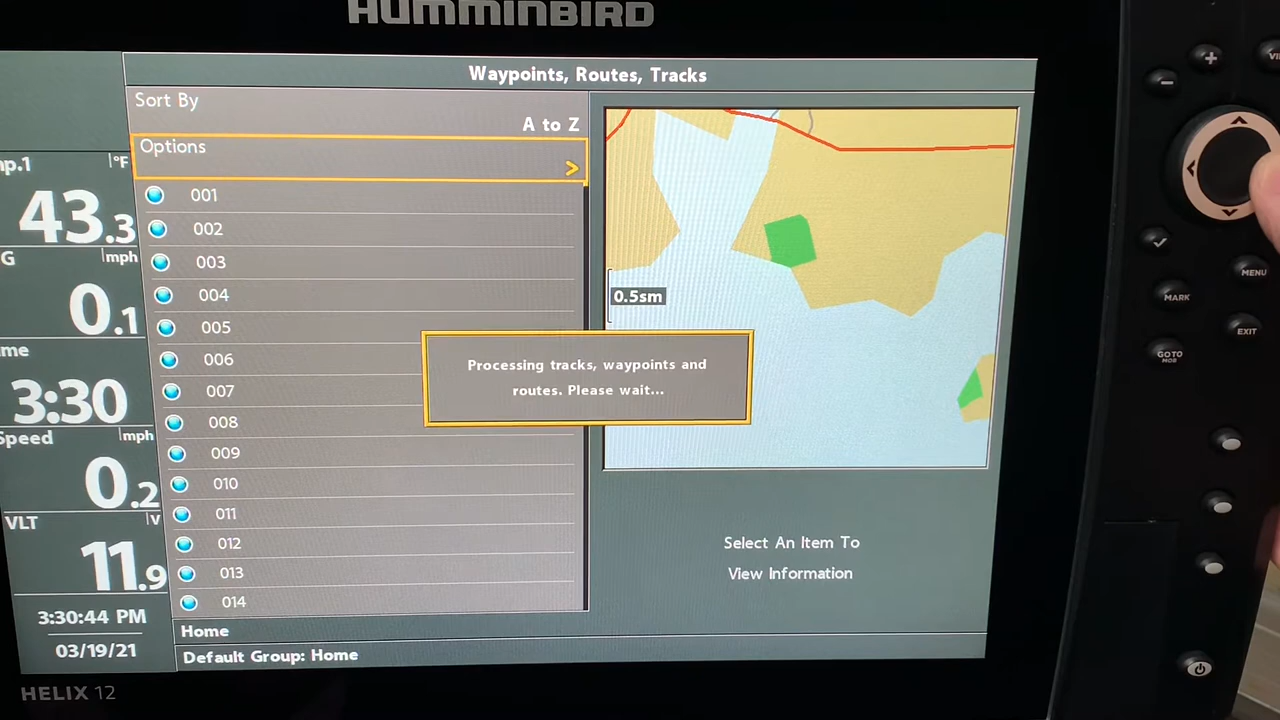 HUMMINBIRD
Waypoints, Routes, Tracks
Sort By
A to Z
Options
>
001
002
003
004
005
006
007
008
009
010
011
012
013
014
Home
Default Group: Home
0.5sm
Processing tracks, waypoints and
routes. Please wait...
Select An Item To
View Information
°F
43.3
mph
0.1
3:30
Speed
mph
0.2
VLT
V
11.9
3:30:44 PM
03/19/21
HELIX 12
+
-
MENU
MARK
EXIT
GO TO
MOB